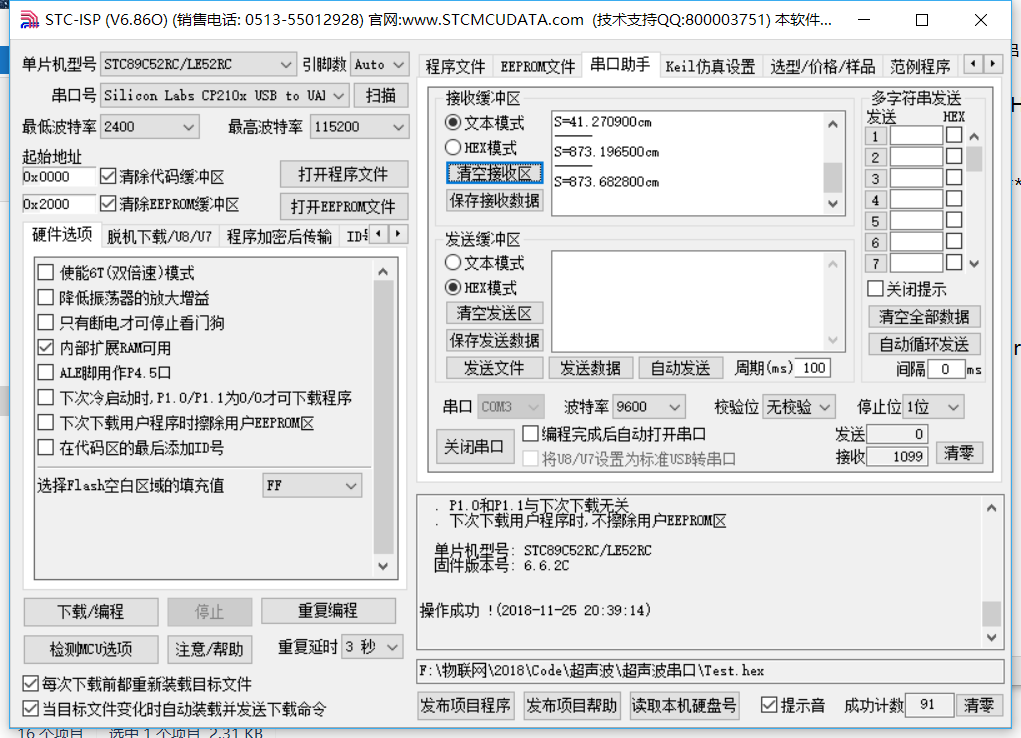 STC-ISP (V6.86O) (销售电话: 0513-55012928) 官网:www.STCMCUDATA.com  (技术支持QQ:800003751) 本软件...
单片机型号 STC89C52RC/LE52RC 引脚数 Auto
串口号 Silicon Labs CP210x USB to UAR 扫描
最低波特率 2400 最高波特率 115200
起始地址
0x0000 清除代码缓冲区 打开程序文件
0x2000 清除EEPROM缓冲区 打开EEPROM文件
硬件选项 脱机下载/U8/U7 程序加密后传输
使能6T(双倍速)模式
降低振荡器的放大增益
只有断电才可停止看门狗
内部扩展RAM可用
ALE脚用作P4.5口
下次冷启动时,P1.0/P1.1为0/0才可下载程序
下次下载用户程序时擦除用户EEPROM区
在代码区的最后添加ID号
选择Flash空白区域的填充值 FF
下载/编程 停止 重复编程
检测MCU选项 注意/帮助 重复延时 3 秒
每次下载前都重新装载目标文件
当目标文件变化时自动装载并发送下载命令
程序文件 EEPROM文件 串口助手 Keil仿真设置 选型/价格/样品 范例程序
接收缓冲区
文本模式
HEX模式
清空接收区
保存接收数据
S=41.270900cm
S=873.196500cm
S=873.682800cm
发送缓冲区
文本模式
HEX模式
清空发送区
保存发送数据
发送文件 发送数据 自动发送 周期(ms) 100
多字符串发送
发送 HEX
1
2
3
4
5
6
7
关闭提示
清空全部数据
自动循环发送
间隔 0 ms
串口 COM3 波特率 9600 校验位 无校验 停止位 1位
关闭串口 编程完成后自动打开串口 发送 0
将U8/U7设置为标准USB转串口 接收 1099 清零
. P1.0和P1.1与下次下载无关
. 下次下载用户程序时,不擦除用户EEPROM区
单片机型号: STC89C52RC/LE52RC
固件版本号: 6.6.2C
操作成功 !(2018-11-25 20:39:14)
F:\物联网\2018\Code\超声波\超声波串口\Test.hex
发布项目程序 发布项目帮助 读取本机硬盘号 提示音 成功计数 91 清零
16 个项目 选中 1 个项目 2.31 KB